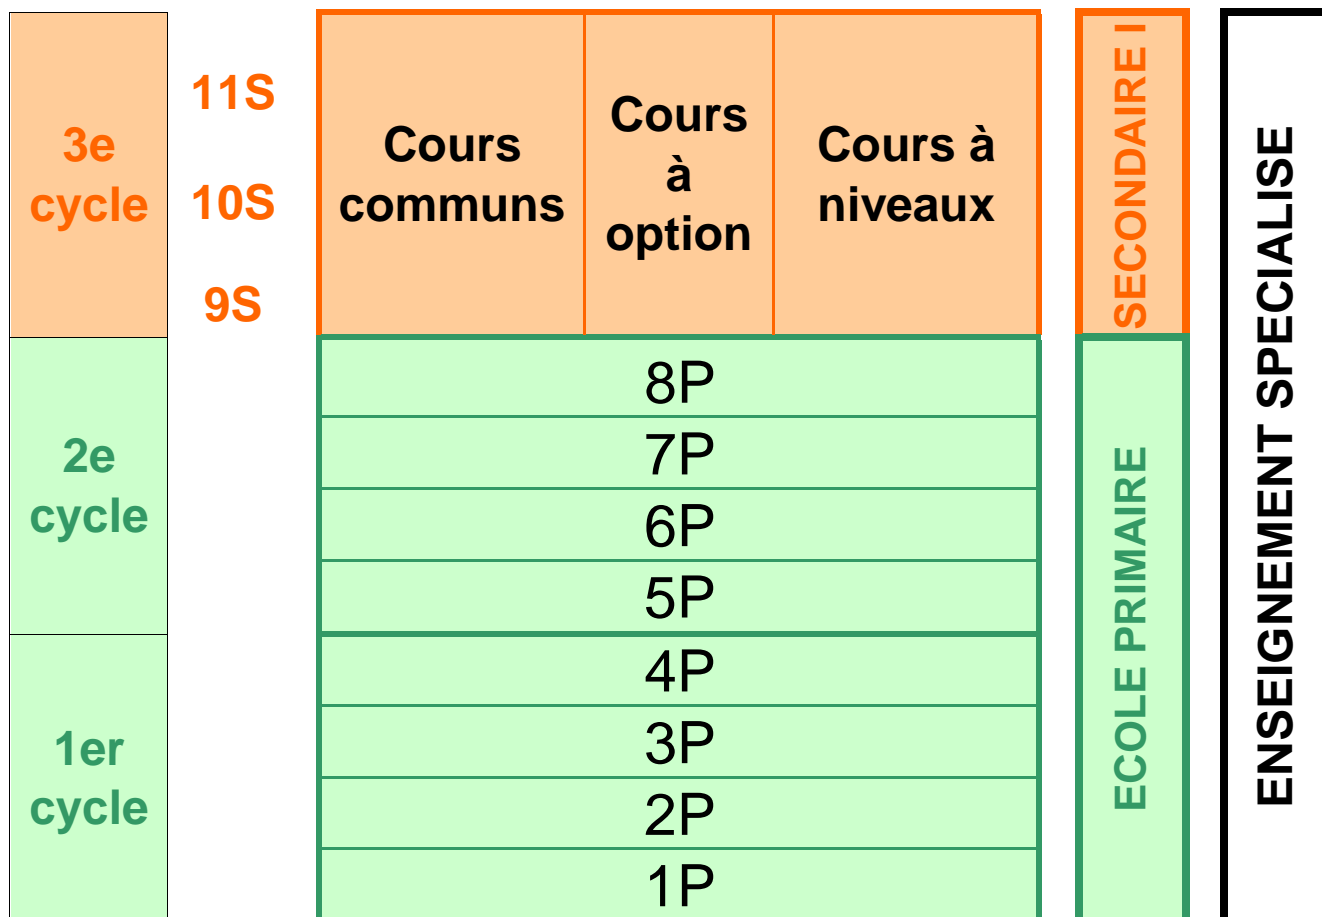 3e
cycle
11S
10S
9S
Cours
communs
Cours
à
option
Cours à
niveaux
SECONDAIRE I
ENSEIGNEMENT SPECIALISE
2e
cycle
8P
7P
6P
5P
ECOLE PRIMAIRE
1er
cycle
4P
3P
2P
1P